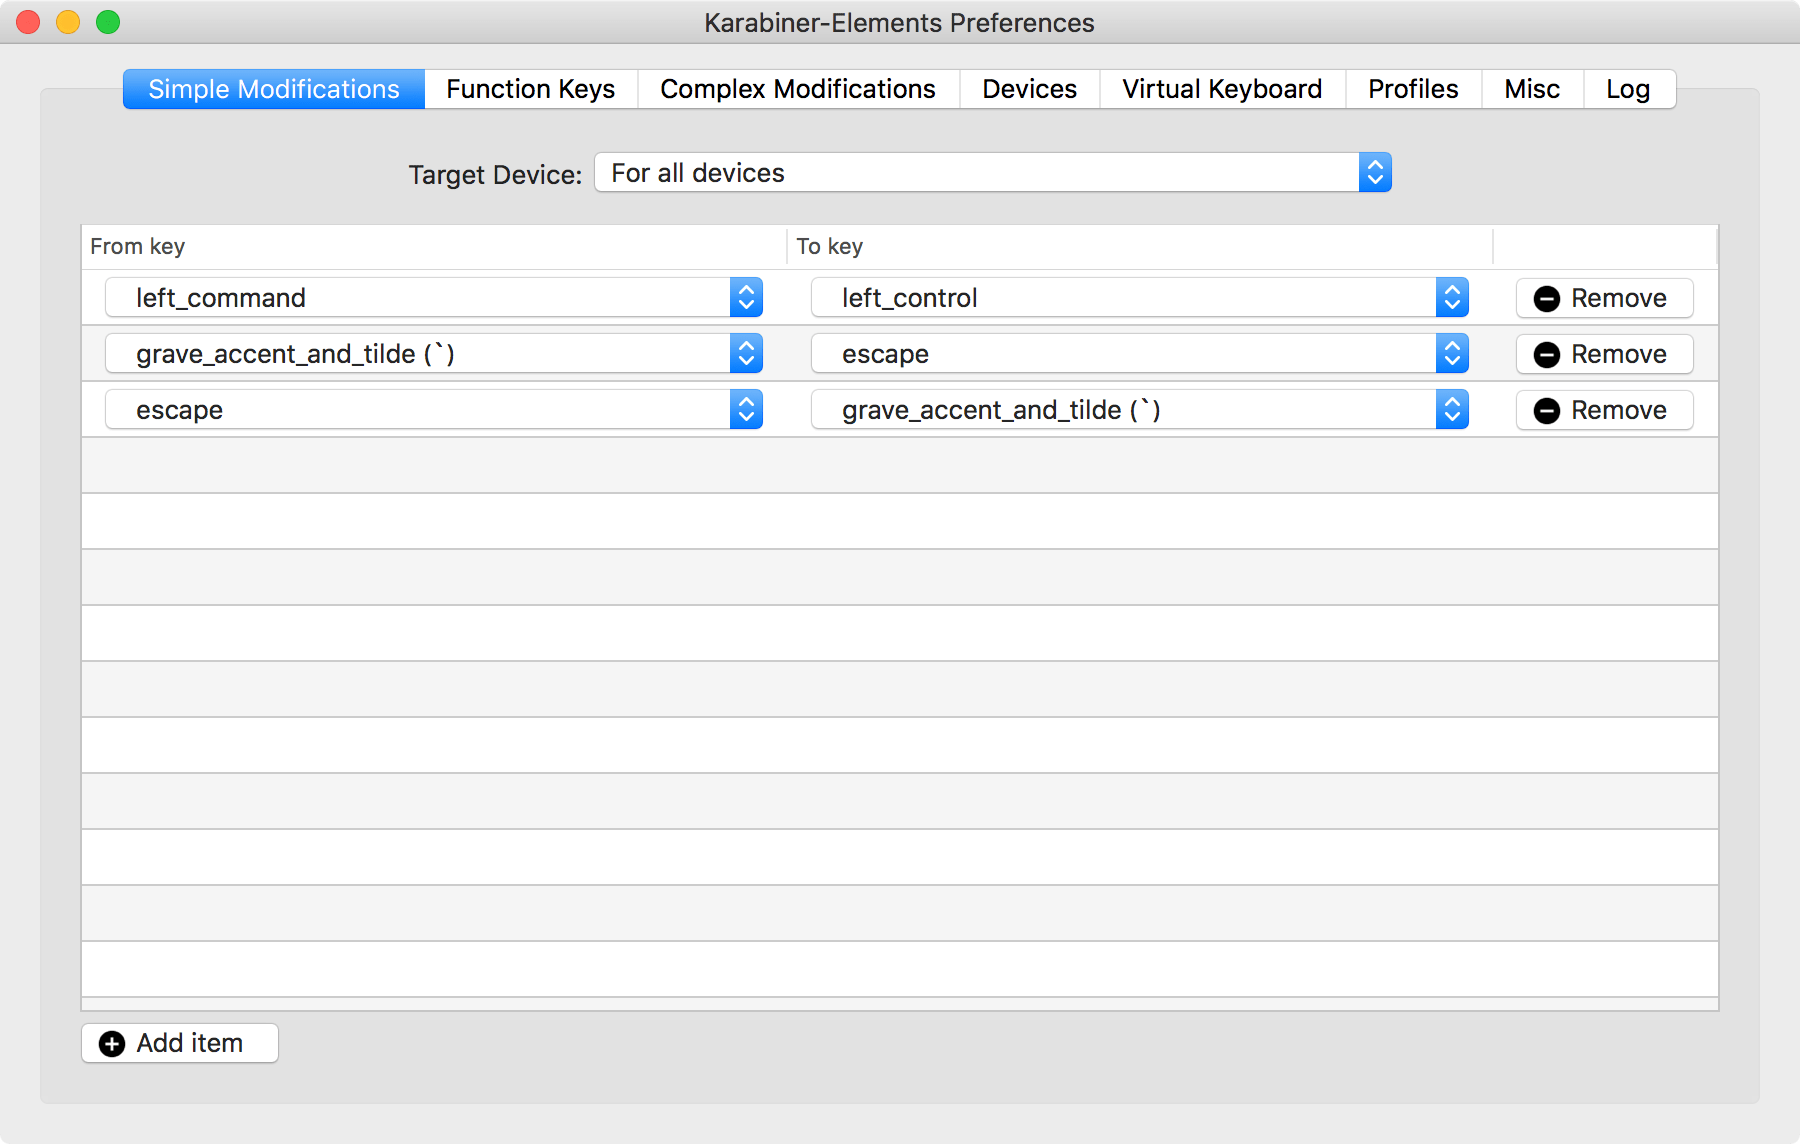 Karabiner-Elements Preferences
Simple Modifications Function Keys Complex Modifications Devices Virtual Keyboard Profiles Misc Log
Target Device: For all devices
From key To key
left_command left_control Remove
grave_accent_and_tilde (`) escape Remove
escape grave_accent_and_tilde (`) Remove
Add item